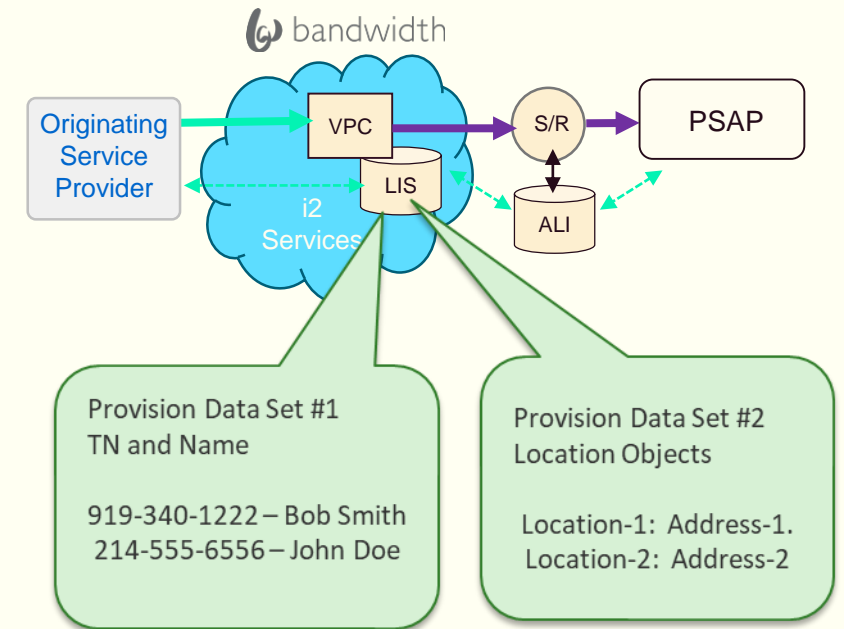 bandwidth
Originating
Service
Provider
VPC
S/R
PSAP
LIS
i2
Services
ALI
Provision Data Set #1
TN and Name
919-340-1222 – Bob Smith
214-555-6556 – John Doe
Provision Data Set #2
Location Objects
Location-1: Address-1.
Location-2: Address-2